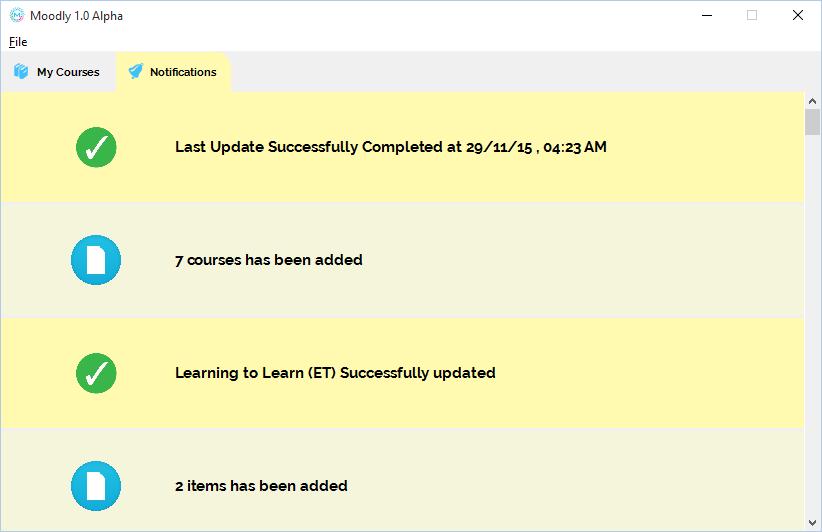 Moodly 1.0 Alpha
File
My Courses
Notifications
Last Update Successfully Completed at 29/11/15 , 04:23 AM
7 courses has been added
Learning to Learn (ET) Successfully updated
2 items has been added